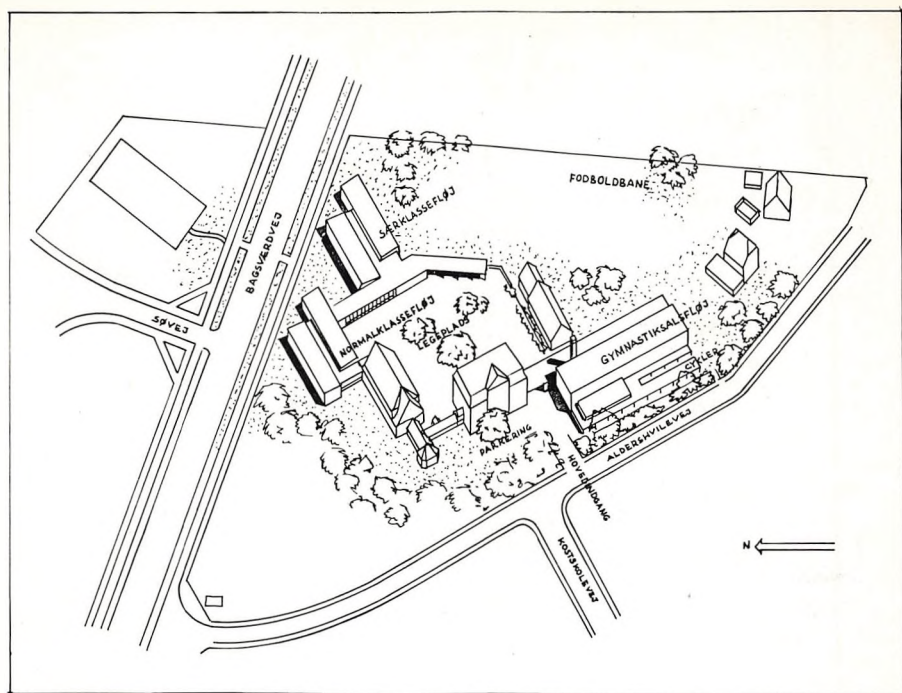 FODBOLDBANE
SÆRKLASSEFLØJ
BAGSVÆRDVEJ
SØVEJ
NORMALKLASSEFLØJ
LEGEPLADS
GYMNASTIKSALSFLØJ
CYKLER
PARKERING
ALDERSHVILEVEJ
HOVEDINDGANG
KOSTSKOLEVEJ
N